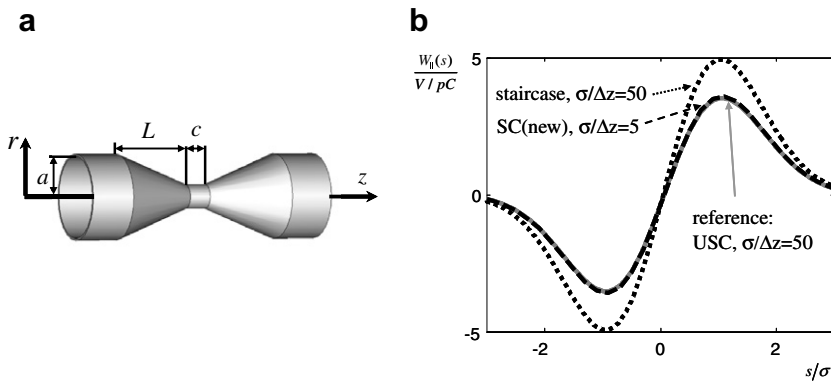 a
r
a
L
c
z
b
W∥(s)
V / pC
5
0
-5
staircase, σ/Δz=50
SC(new), σ/Δz=5
reference:
USC, σ/Δz=50
-2
0
2
s/σ